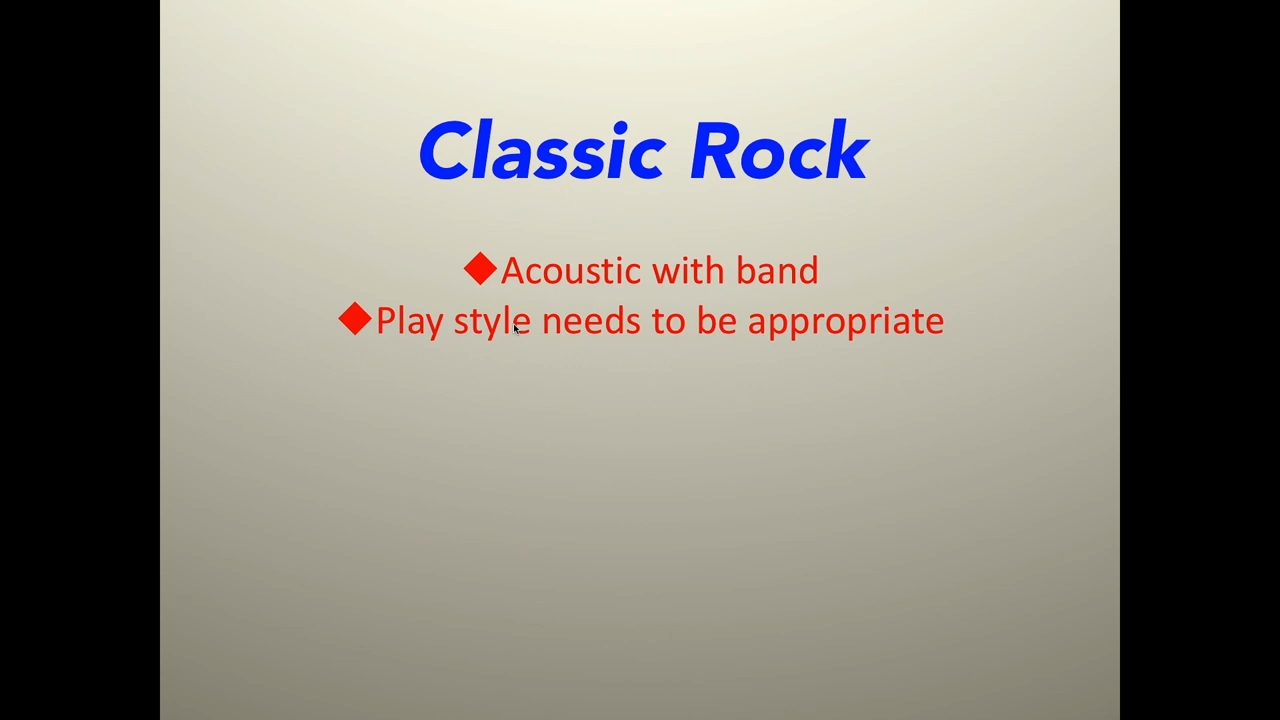 Classic Rock
◆Acoustic with band
◆Play style needs to be appropriate